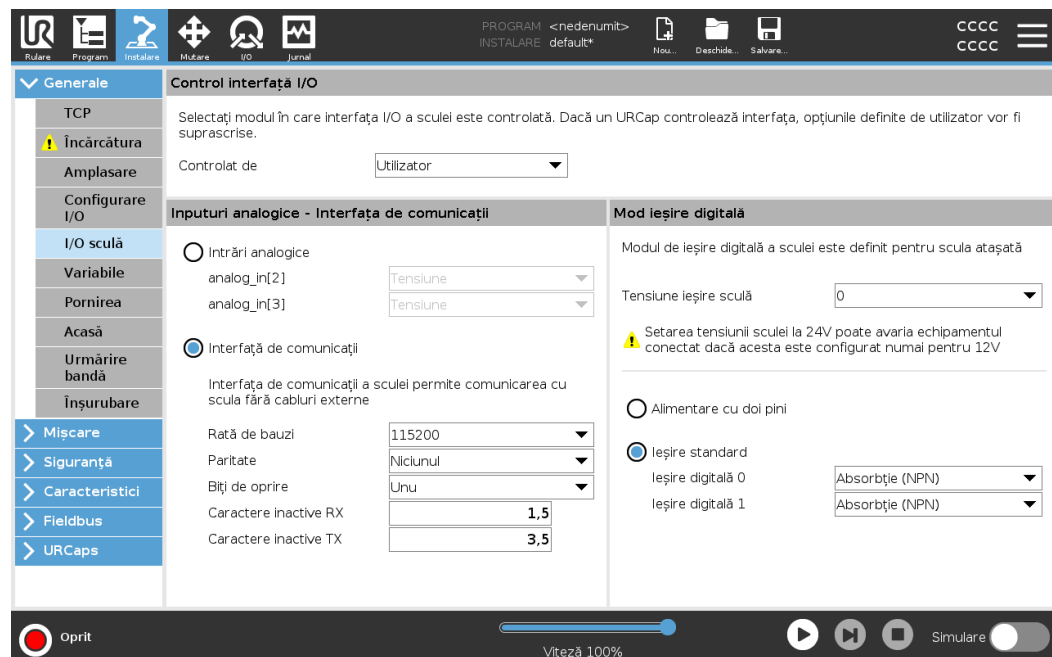 PROGRAM <nedenumit>
INSTALARE default*
CCCC
CCCC
Rulare Program Instalare Mutare I/O Jurnal Nou... Deschide... Salvare...
Generale
TCP
Încărcătura
Amplasare
Configurare
I/O
I/O sculă
Variabile
Pornirea
Acasă
Urmărire
bandă
Înșurubare
Mișcare
Siguranță
Caracteristici
Fieldbus
URCaps
Control interfață I/O
Selectați modul în care interfața I/O a sculei este controlată. Dacă un URCap controlează interfața, opțiunile definite de utilizator vor fi
suprascrise.
Controlat de Utilizator
Inputuri analogice - Interfața de comunicații
Intrări analogice
analog_in[2] Tensiune
analog_in[3] Tensiune
Interfață de comunicații
Interfața de comunicații a sculei permite comunicarea cu
scula fără cabluri externe
Rată de bauzi 115200
Paritate Niciunul
Biți de oprire Unu
Caractere inactive RX 1,5
Caractere inactive TX 3,5
Mod ieșire digitală
Modul de ieșire digitală a sculei este definit pentru scula atașată
Tensiune ieșire sculă 0
Setarea tensiunii sculei la 24V poate avaria echipamentul
conectat dacă acesta este configurat numai pentru 12V
Alimentare cu doi pini
Ieșire standard
Ieșire digitală 0 Absorbție (NPN)
Ieșire digitală 1 Absorbție (NPN)
Oprit
Viteză 100%
Simulare